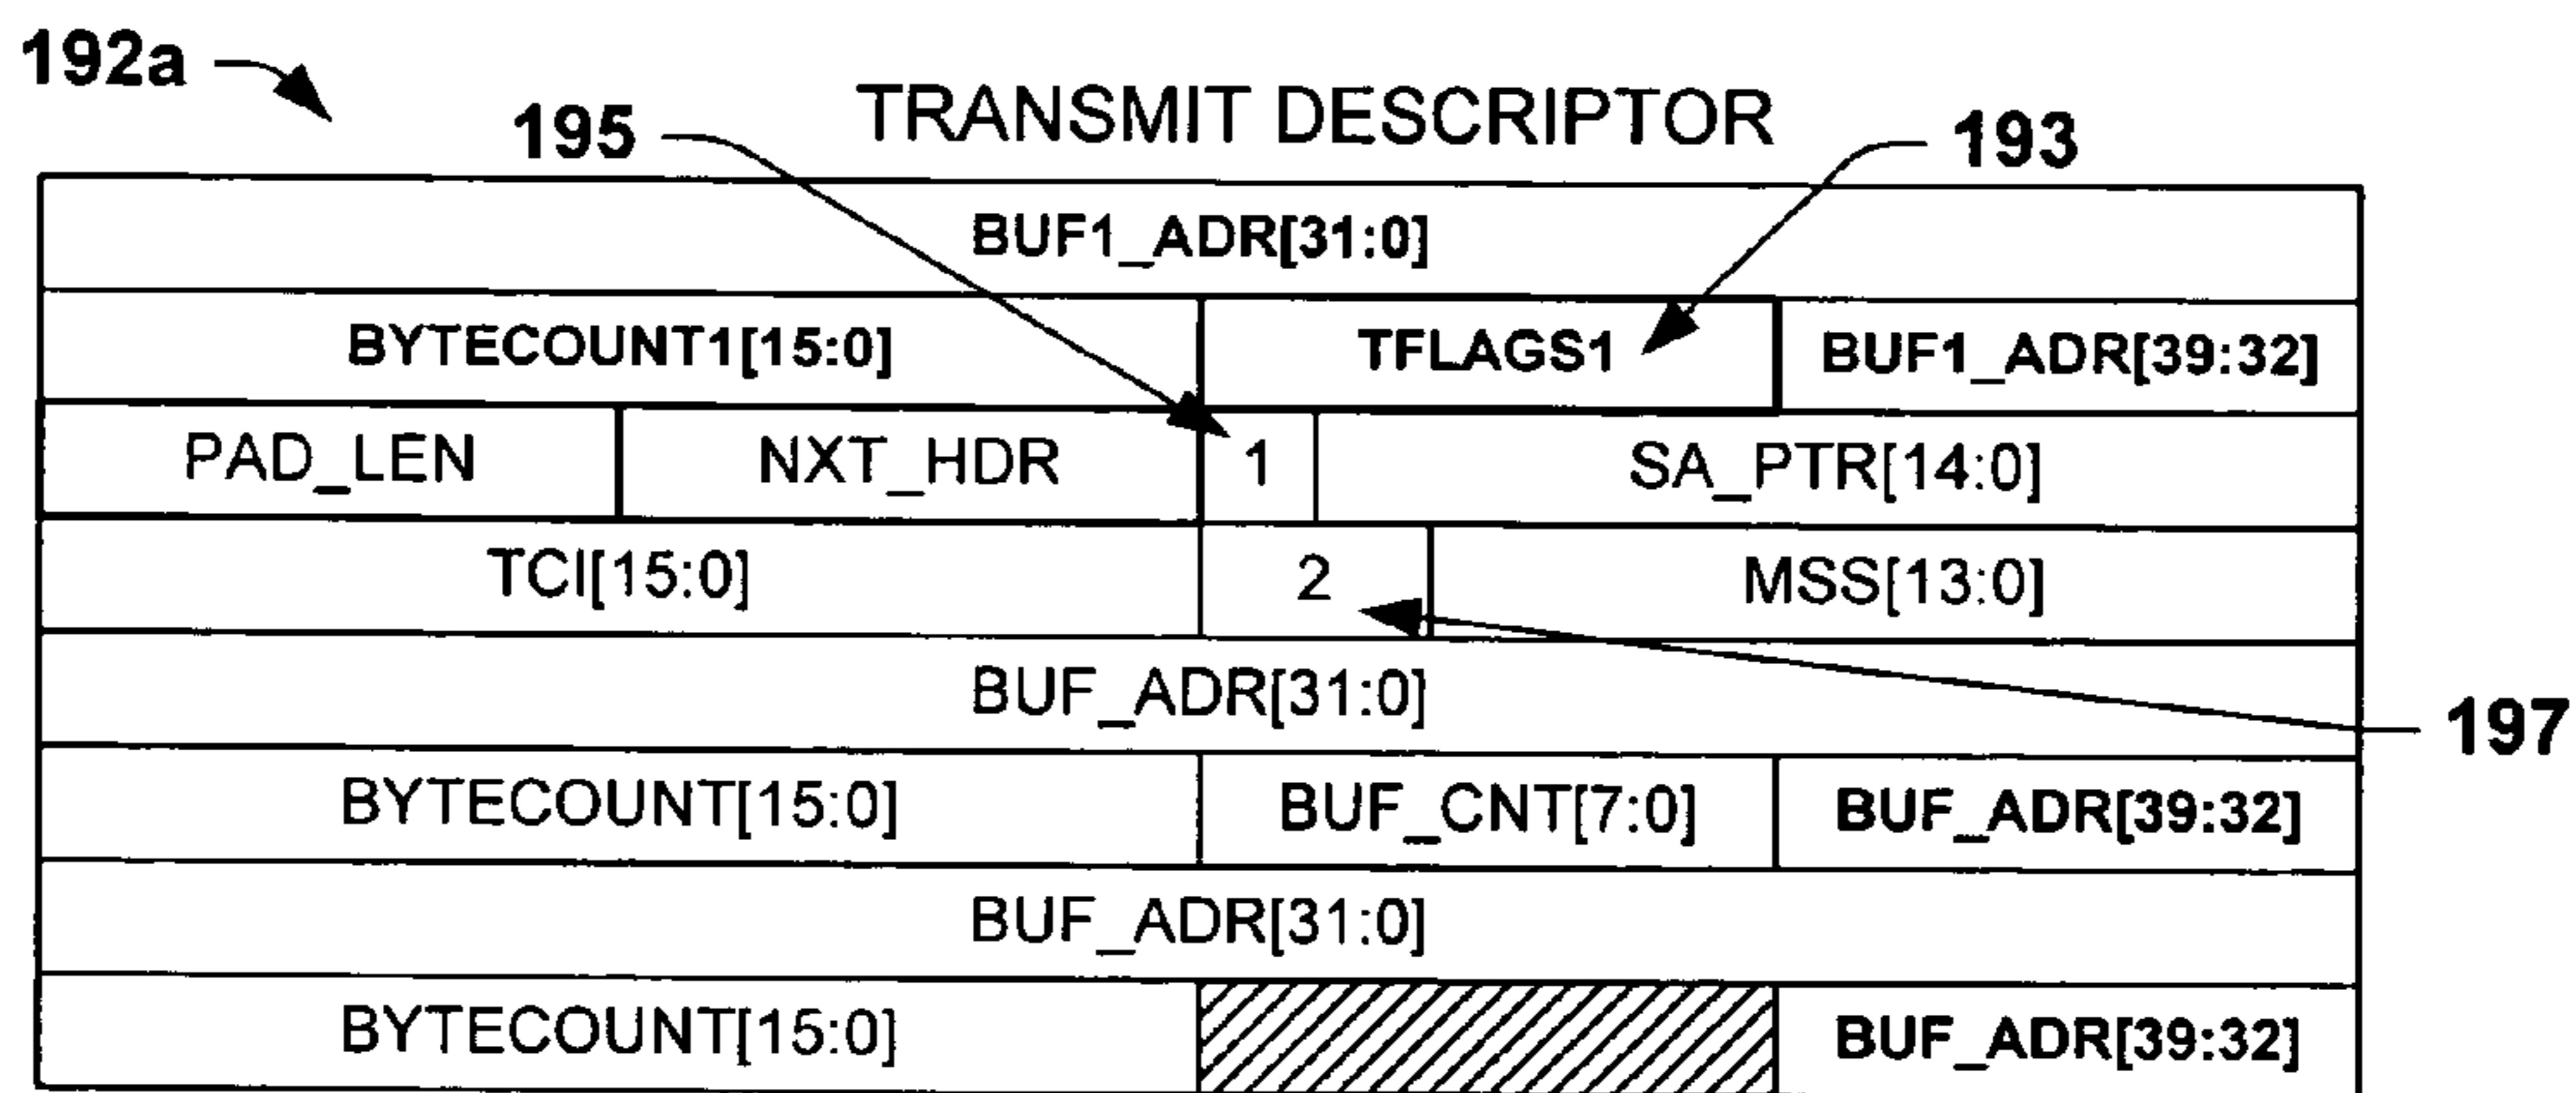 192a
TRANSMIT DESCRIPTOR
195
193
BUF1_ADR[31:0]
BYTECOUNT1[15:0] TFLAGS1 BUF1_ADR[39:32]
PAD_LEN NXT_HDR 1 SA_PTR[14:0]
TCI[15:0] 2 MSS[13:0]
BUF_ADR[31:0]
197
BYTECOUNT[15:0] BUF_CNT[7:0] BUF_ADR[39:32]
BUF_ADR[31:0]
BYTECOUNT[15:0] BUF_ADR[39:32]